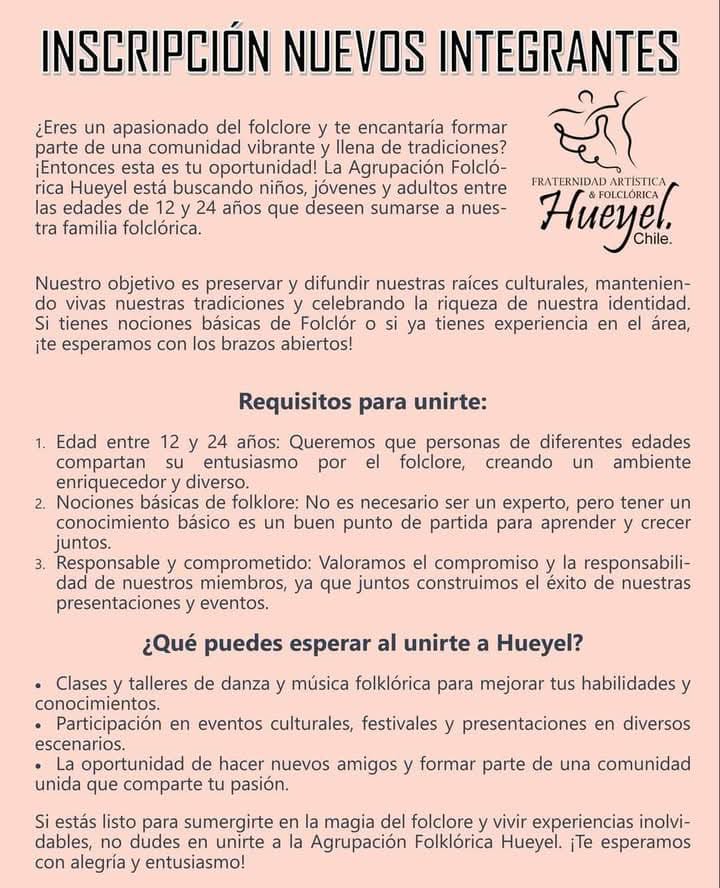 INSCRIPCIÓN NUEVOS INTEGRANTES
¿Eres un apasionado del folclore y te encantaría formar
parte de una comunidad vibrante y llena de tradiciones?
¡Entonces esta es tu oportunidad! La Agrupación Folcló-
rica Hueyel está buscando niños, jóvenes y adultos entre
las edades de 12 y 24 años que deseen sumarse a nues-
tra familia folclórica.
FRATERNIDAD ARTÍSTICA
& FOLCLÓRICA
Hueyel.
Chile.
Nuestro objetivo es preservar y difundir nuestras raíces culturales, mantenien-
do vivas nuestras tradiciones y celebrando la riqueza de nuestra identidad.
Si tienes nociones básicas de Folclór o si ya tienes experiencia en el área,
¡te esperamos con los brazos abiertos!
Requisitos para unirte:
1. Edad entre 12 y 24 años: Queremos que personas de diferentes edades
compartan su entusiasmo por el folclore, creando un ambiente
enriquecedor y diverso.
2. Nociones básicas de folklore: No es necesario ser un experto, pero tener un
conocimiento básico es un buen punto de partida para aprender y crecer
juntos.
3. Responsable y comprometido: Valoramos el compromiso y la responsabili-
dad de nuestros miembros, ya que juntos construimos el éxito de nuestras
presentaciones y eventos.
¿Qué puedes esperar al unirte a Hueyel?
• Clases y talleres de danza y música folklórica para mejorar tus habilidades y
conocimientos.
• Participación en eventos culturales, festivales y presentaciones en diversos
escenarios.
• La oportunidad de hacer nuevos amigos y formar parte de una comunidad
unida que comparte tu pasión.
Si estás listo para sumergirte en la magia del folclore y vivir experiencias inolvi-
dables, no dudes en unirte a la Agrupación Folklórica Hueyel. ¡Te esperamos
con alegría y entusiasmo!